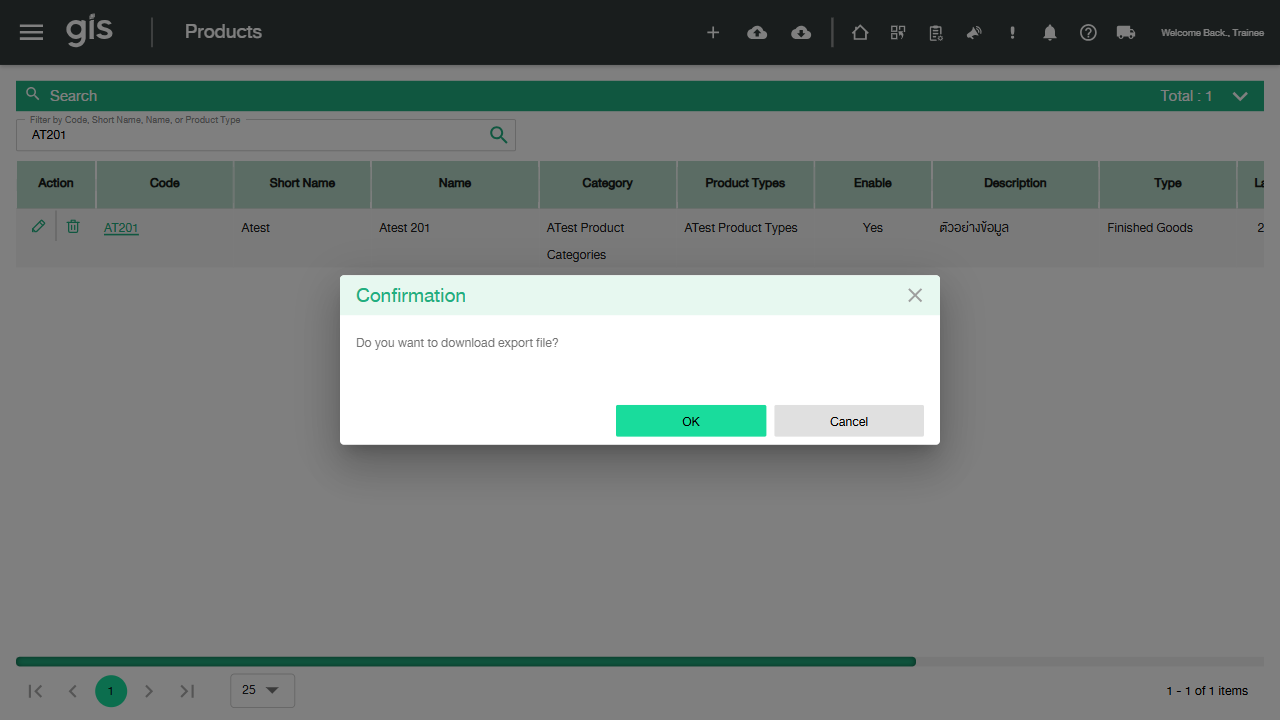 gis
Products
Welcome Back., Trainee
Search
Total : 1
Filter by Code, Short Name, Name, or Product Type
AT201
Action Code Short Name Name Category Product Types Enable Description Type La
AT201 Atest Atest 201 ATest Product ATest Product Types Yes ตัวอย่างข้อมูล Finished Goods 2
Categories
Confirmation
Do you want to download export file?
OK Cancel
1
25
1 - 1 of 1 items